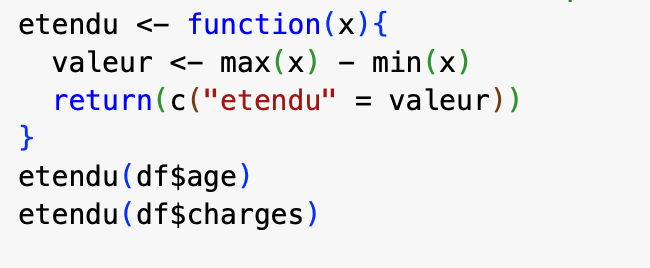 etendu <- function(x){
  valeur <- max(x) - min(x)
  return(c("etendu" = valeur))
}
etendu(df$age)
etendu(df$charges)